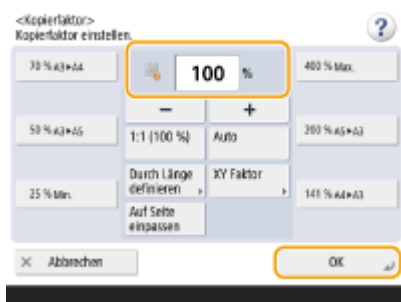 <Kopierfaktor>
Kopierfaktor einstellen.
?
70 % A3▶A4
100 %
400 % Max.
− +
50 % A3▶A5
1:1 (100 %)
Auto
200 % A5▶A3
Durch Länge
definieren
XY Faktor
25 % Min.
141 % A4▶A3
Auf Seite
einpassen
× Abbrechen
OK